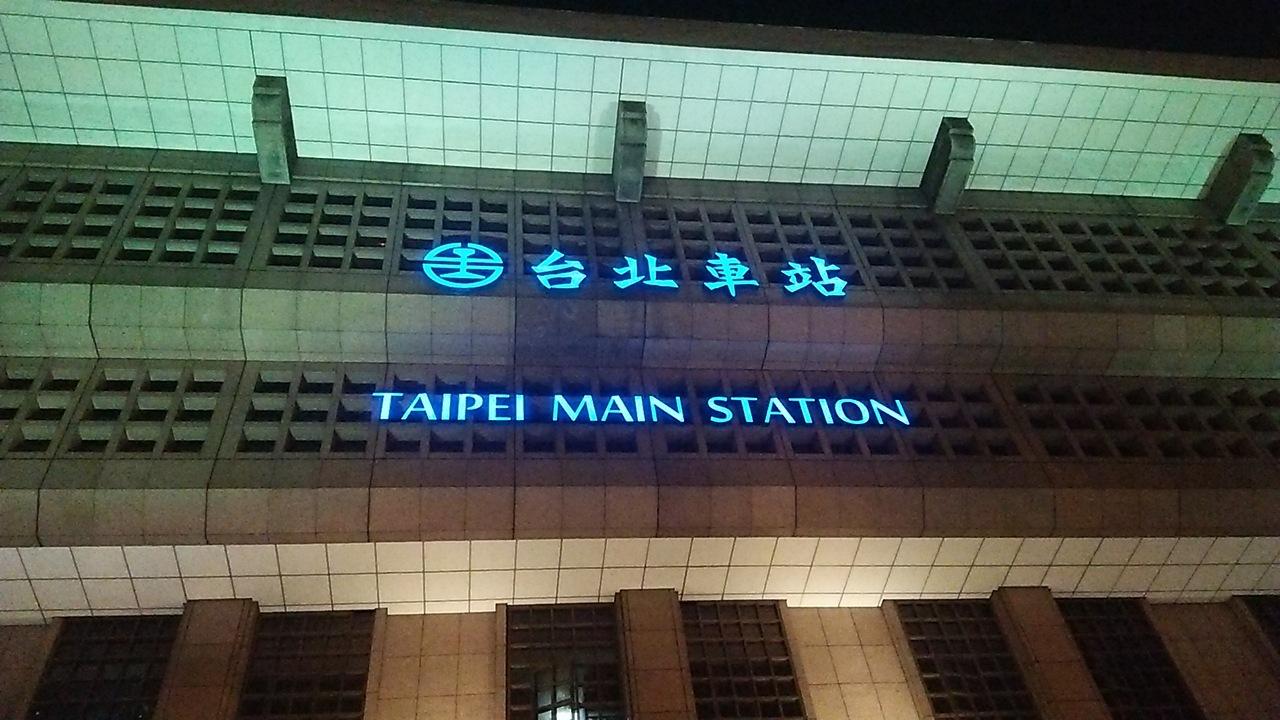 台北車站
TAIPEI MAIN STATION